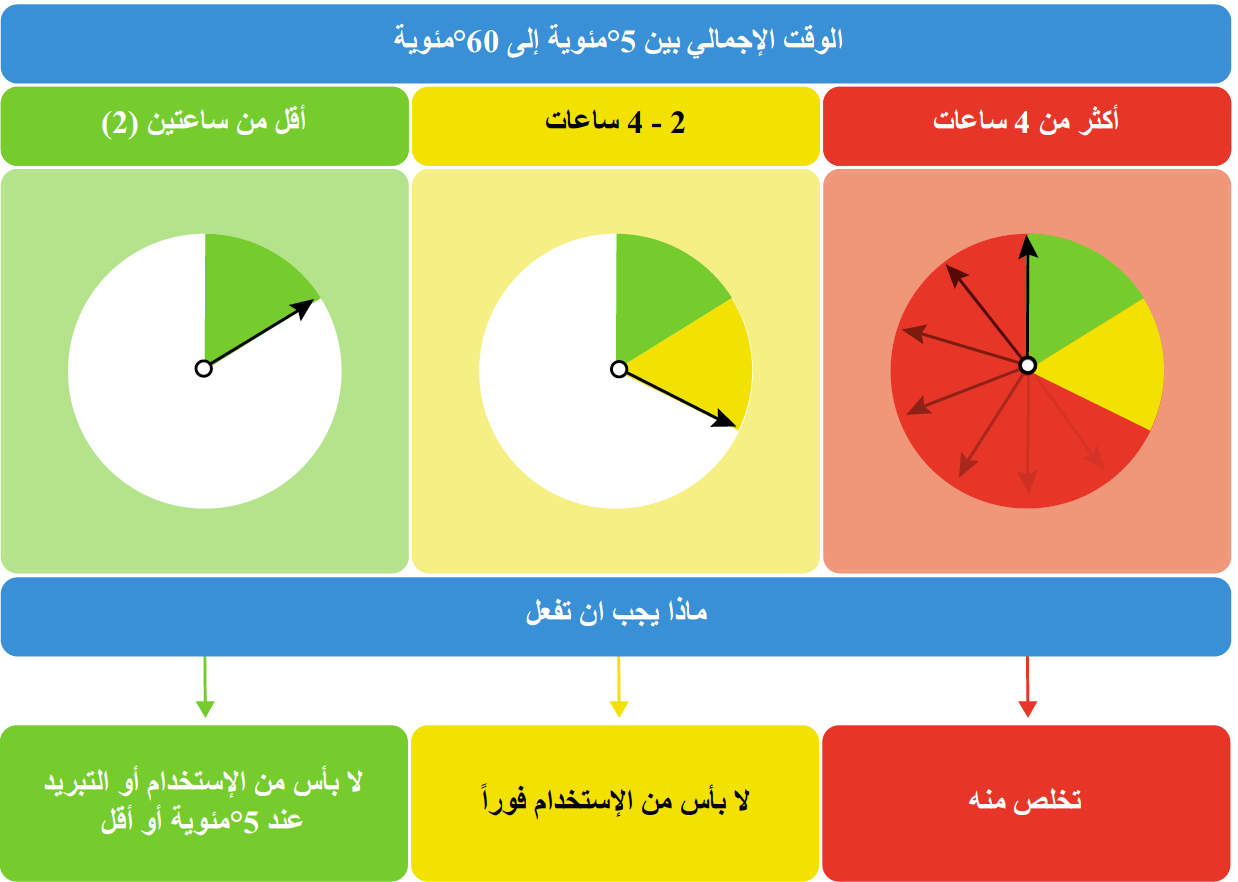 الوقت الإجمالي بين 5°مئوية إلى 60°مئوية
أقل من ساعتين (2)
2 - 4 ساعات
أكثر من 4 ساعات
ماذا يجب ان تفعل
لا بأس من الإستخدام أو التبريد
عند 5°مئوية أو أقل
لا بأس من الإستخدام فوراً
تخلص منه